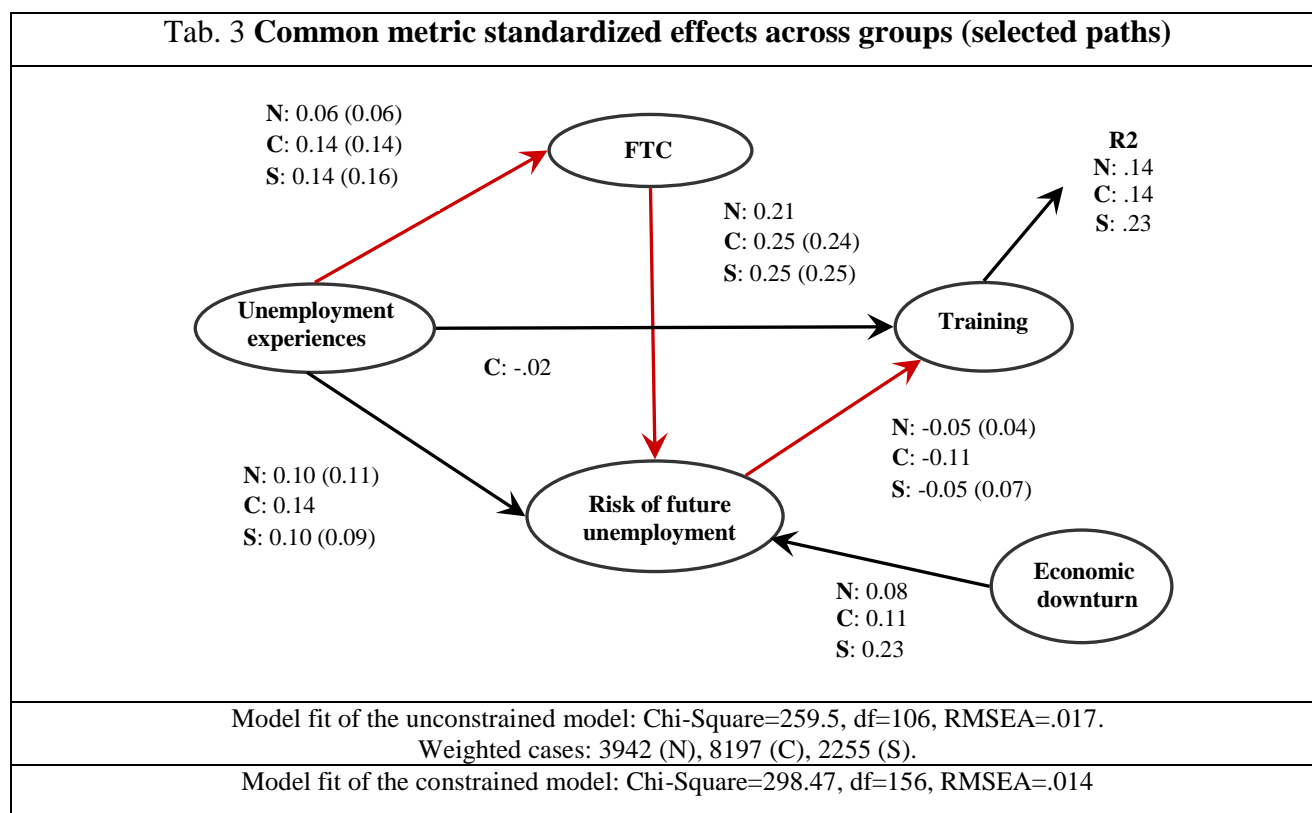 Tab. 3 Common metric standardized effects across groups (selected paths)
N: 0.06 (0.06)
C: 0.14 (0.14)
S: 0.14 (0.16)
FTC
R2
N: .14
C: .14
S: .23
N: 0.21
C: 0.25 (0.24)
S: 0.25 (0.25)
Unemployment
experiences
Training
C: -.02
N: -0.05 (0.04)
C: -0.11
S: -0.05 (0.07)
N: 0.10 (0.11)
C: 0.14
S: 0.10 (0.09)
Risk of future
unemployment
Economic
downturn
N: 0.08
C: 0.11
S: 0.23
Model fit of the unconstrained model: Chi-Square=259.5, df=106, RMSEA=.017.
Weighted cases: 3942 (N), 8197 (C), 2255 (S).
Model fit of the constrained model: Chi-Square=298.47, df=156, RMSEA=.014